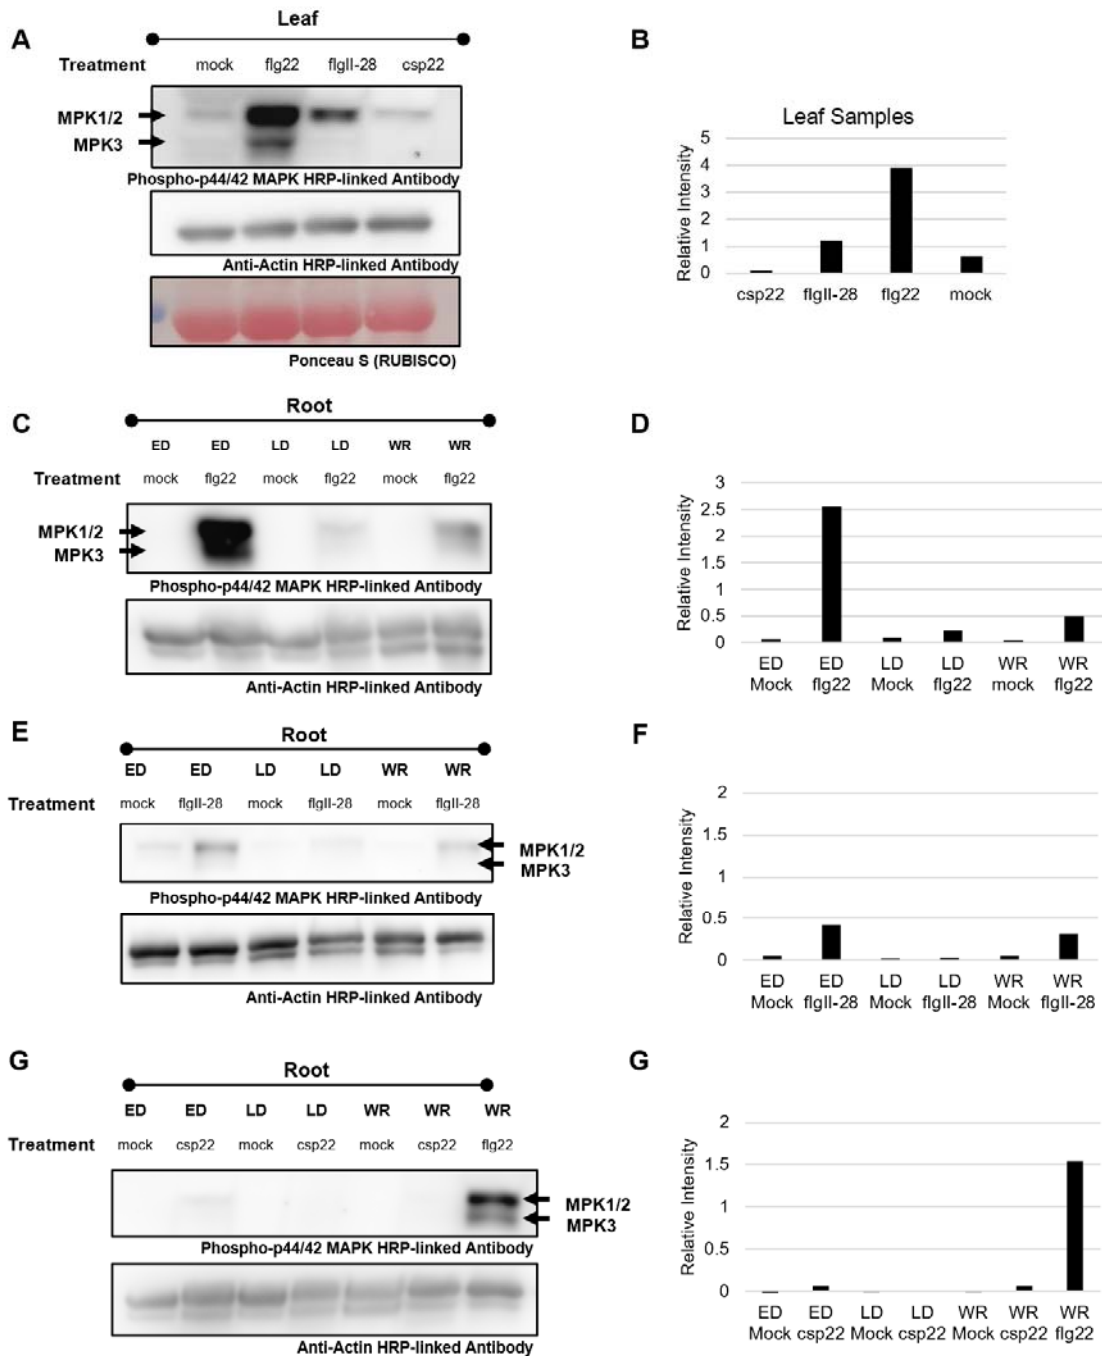 Leaf
A
Treatment mock flg22 flgII-28 csp22
MPK1/2
MPK3
Phospho-p44/42 MAPK HRP-linked Antibody
Anti-Actin HRP-linked Antibody
Ponceau S (RUBISCO)
B
Leaf Samples
Relative Intensity
5
4
3
2
1
0
csp22 flgII-28 flg22 mock
C
Root
ED ED LD LD WR WR
Treatment mock flg22 mock flg22 mock flg22
MPK1/2
MPK3
Phospho-p44/42 MAPK HRP-linked Antibody
Anti-Actin HRP-linked Antibody
D
Relative Intensity
3
2.5
2
1.5
1
0.5
0
ED ED LD LD WR WR
Mock flg22 Mock flg22 mock flg22
E
Root
ED ED LD LD WR WR
Treatment mock flgII-28 mock flgII-28 mock flgII-28
MPK1/2
MPK3
Phospho-p44/42 MAPK HRP-linked Antibody
Anti-Actin HRP-linked Antibody
F
Relative Intensity
2
1.5
1
0.5
0
ED ED LD LD WR WR
Mock flgII-28 Mock flgII-28 Mock flgII-28
G
Root
ED ED LD LD WR WR WR
Treatment mock csp22 mock csp22 mock csp22 flg22
MPK1/2
MPK3
Phospho-p44/42 MAPK HRP-linked Antibody
Anti-Actin HRP-linked Antibody
G
Relative Intensity
2
1.5
1
0.5
0
ED ED LD LD WR WR WR
Mock csp22 Mock csp22 Mock csp22 flg22